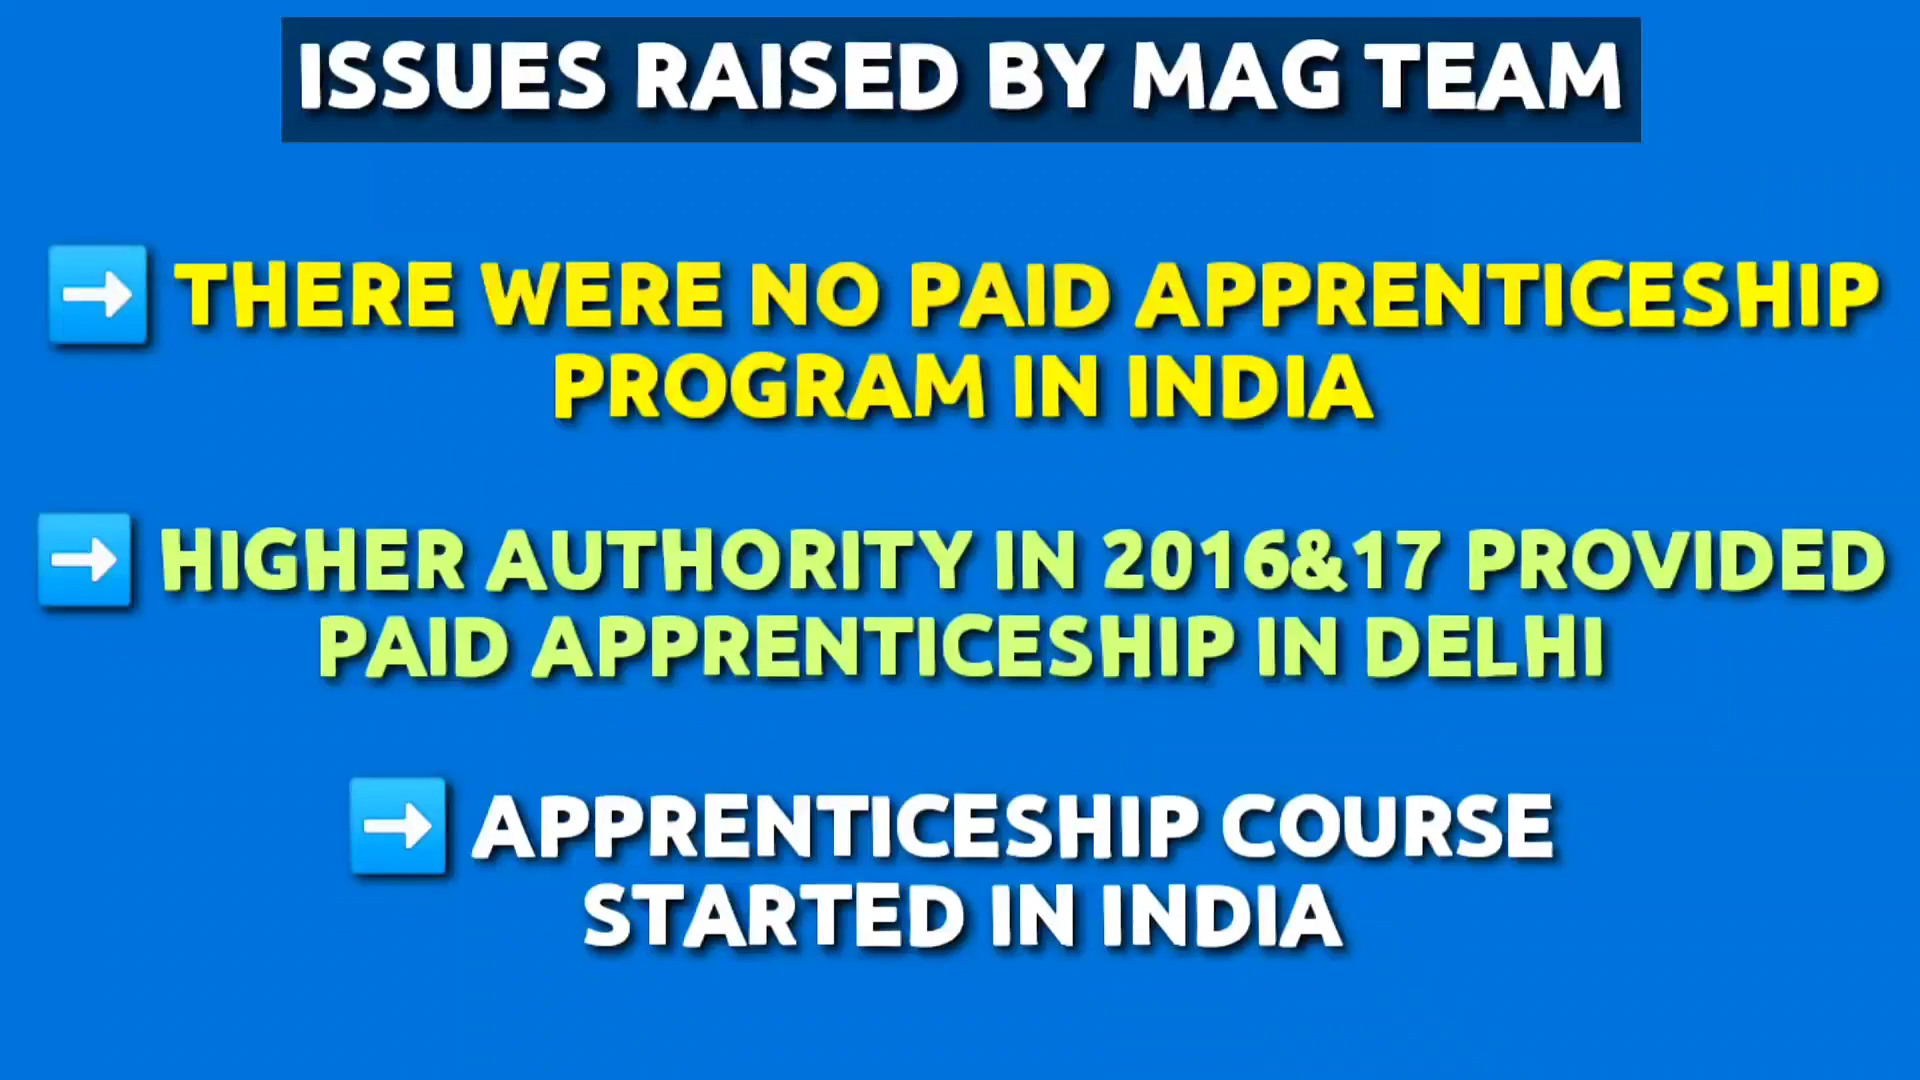 ISSUES RAISED BY MAG TEAM
➡ THERE WERE NO PAID APPRENTICESHIP
PROGRAM IN INDIA
➡ HIGHER AUTHORITY IN 2016&17 PROVIDED
PAID APPRENTICESHIP IN DELHI
➡ APPRENTICESHIP COURSE
STARTED IN INDIA